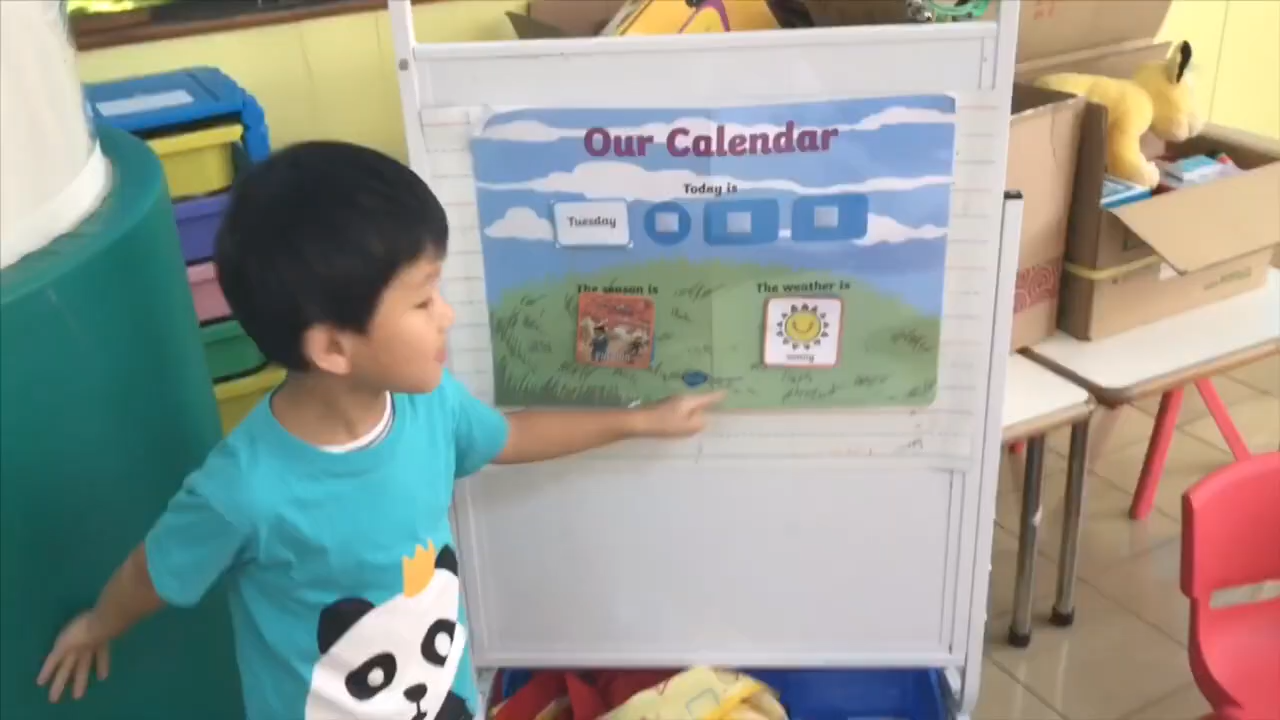 Our Calendar
Today is
Tuesday
The season is
The weather is
sunny